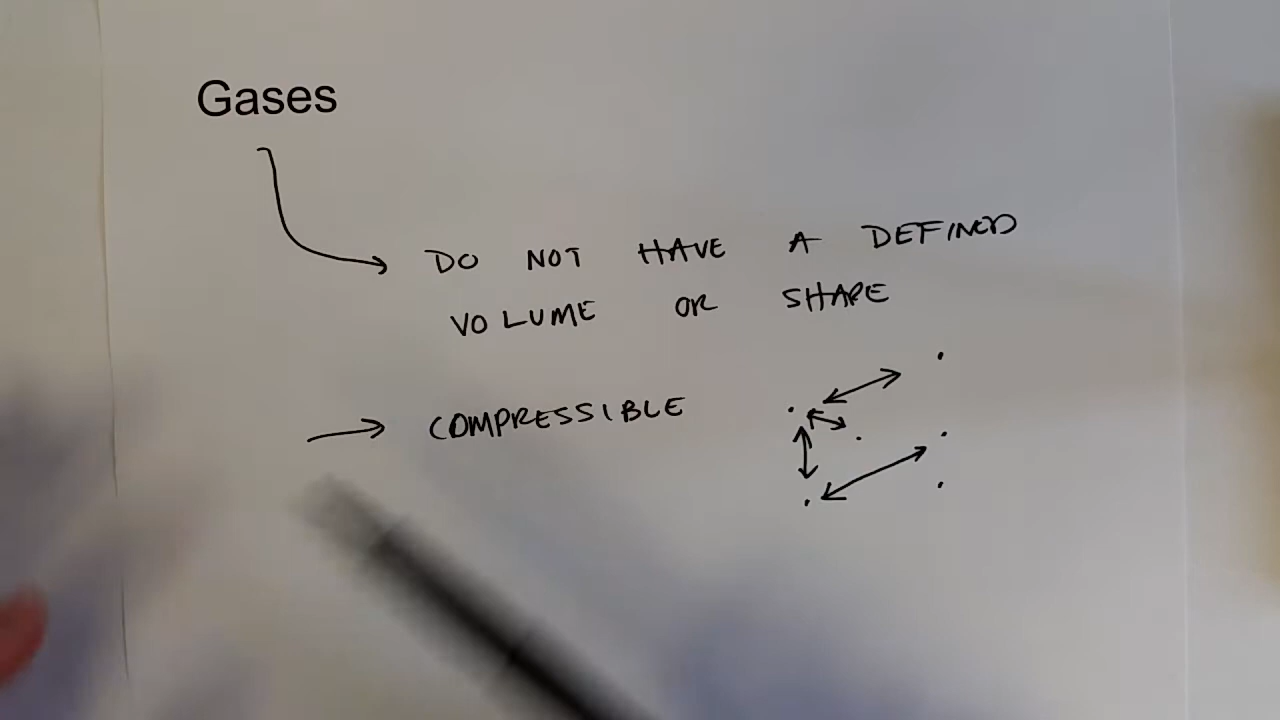 Gases
DO NOT HAVE A DEFINED
VOLUME OR SHAPE
COMPRESSIBLE